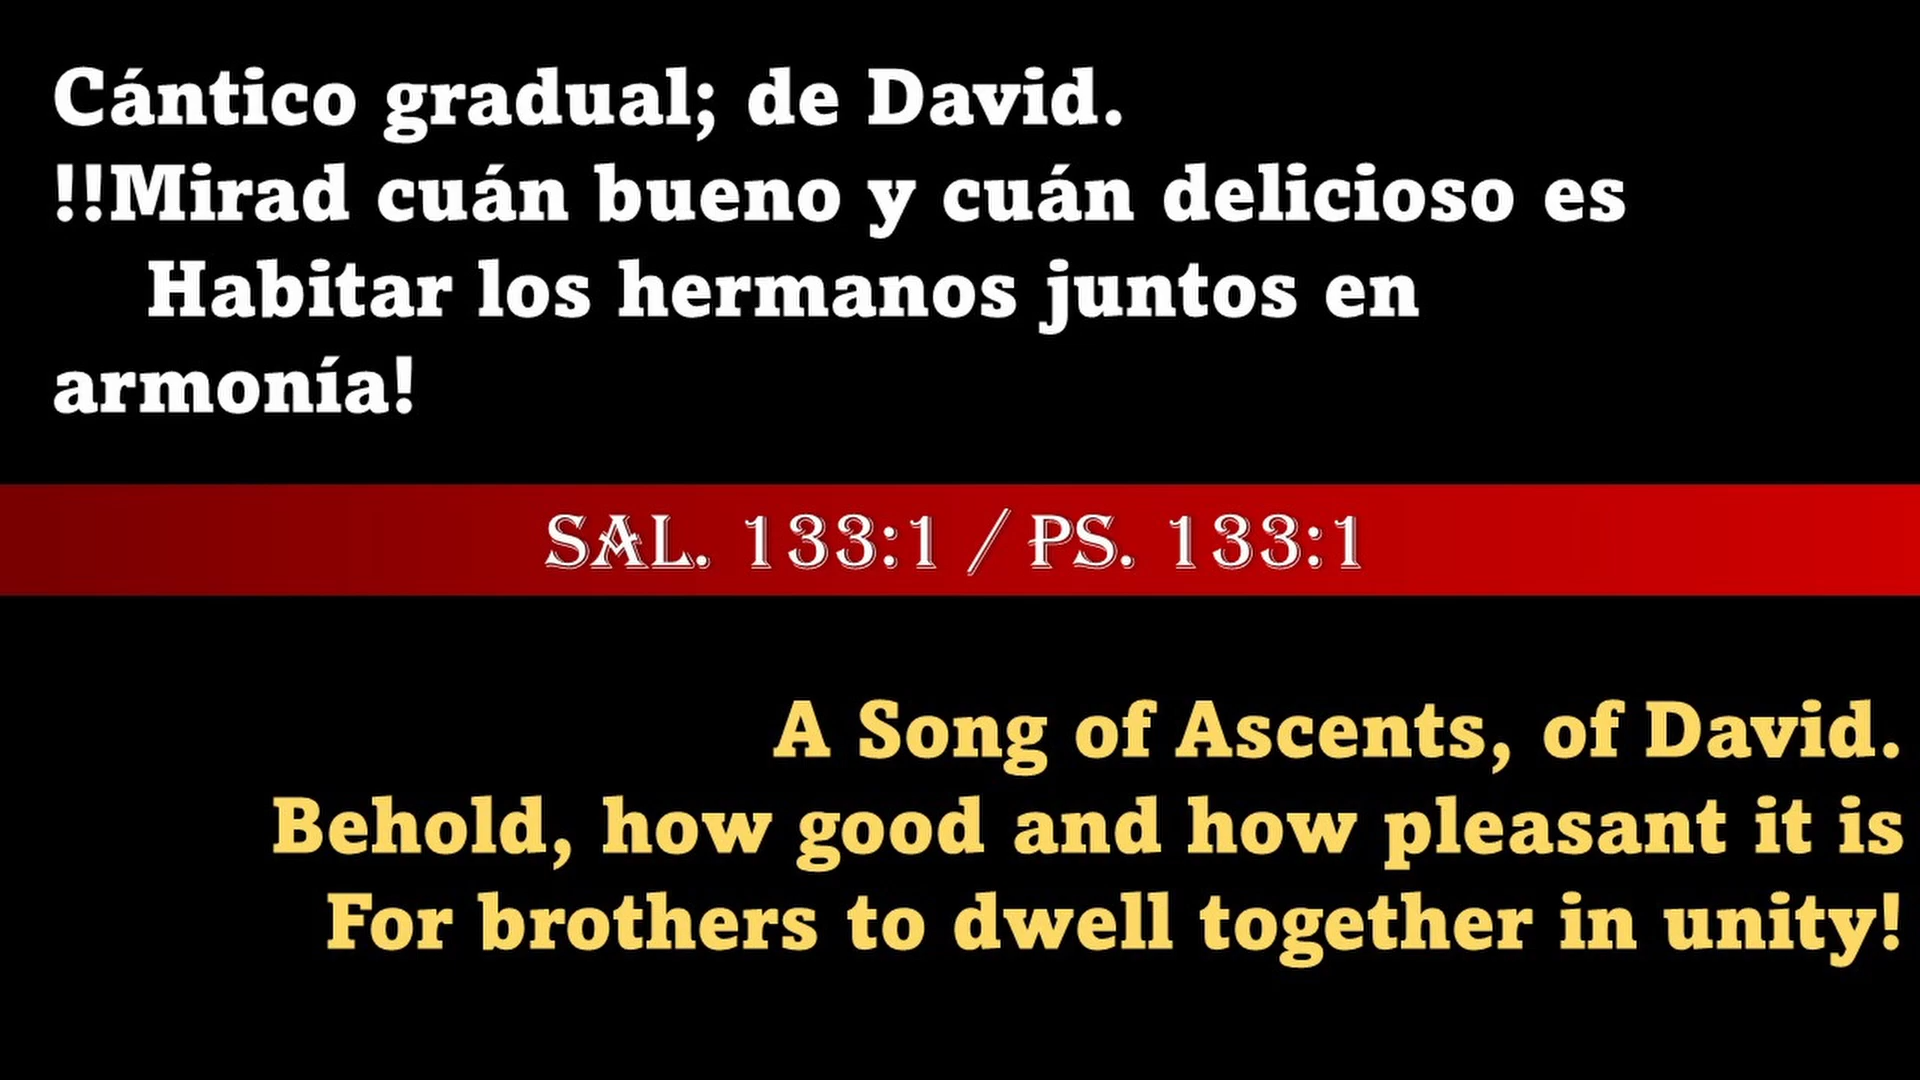 Cántico gradual; de David.
!!Mirad cuán bueno y cuán delicioso es
Habitar los hermanos juntos en
armonía!
SAL. 133:1 / PS. 133:1
A Song of Ascents, of David.
Behold, how good and how pleasant it is
For brothers to dwell together in unity!